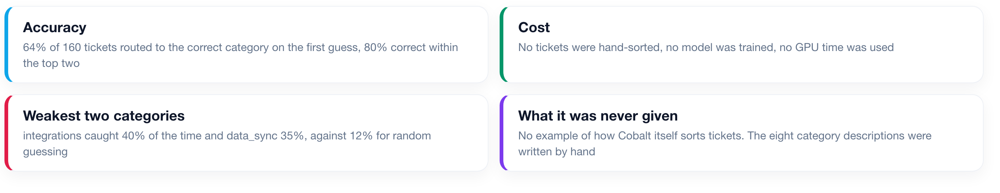 Accuracy
64% of 160 tickets routed to the correct category on the first guess, 80% correct within
the top two
Cost
No tickets were hand-sorted, no model was trained, no GPU time was used
Weakest two categories
integrations caught 40% of the time and data_sync 35%, against 12% for random
guessing
What it was never given
No example of how Cobalt itself sorts tickets. The eight category descriptions were
written by hand